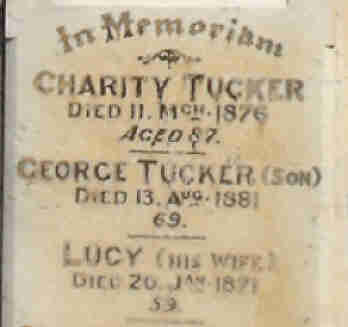 In Memoriam
CHARITY TUCKER
DIED 11. MCH. 1876
AGED 87.
GEORGE TUCKER (SON)
DIED 13. AUG. 1881
69.
LUCY (HIS WIFE)
DIED 20. JAN. 1871
59.